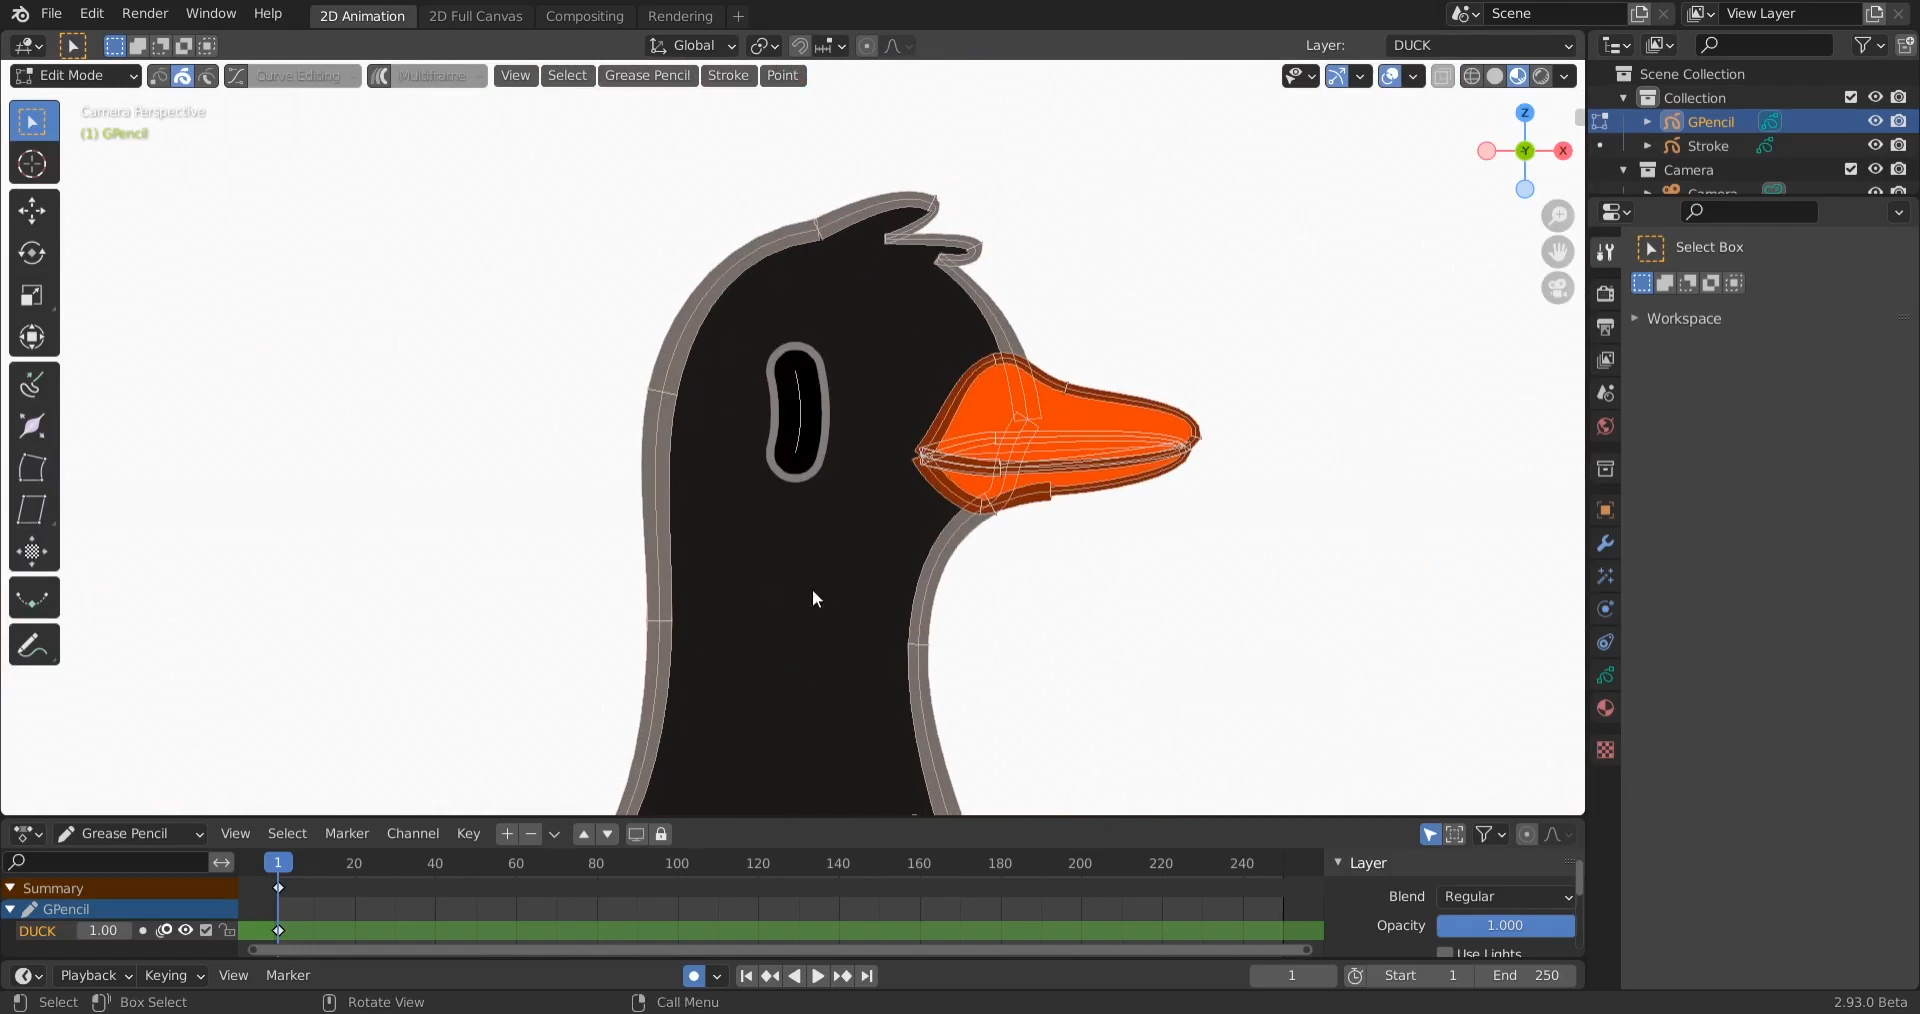 File Edit Render Window Help 2D Animation 2D Full Canvas Compositing Rendering + Scene View Layer
Global Layer: DUCK
Edit Mode Curve Editing Multiframe View Select Grease Pencil Stroke Point
Camera Perspective
(1) GPencil
Z
Y
X
Scene Collection
Collection
GPencil
Stroke
Camera
Camera
Select Box
Workspace
Grease Pencil View Select Marker Channel Key
1 20 40 60 80 100 120 140 160 180 200 220 240
Layer
Summary
Blend Regular
GPencil
Opacity 1.000
DUCK 1.00
Use Lights
Playback Keying View Marker 1 Start 1 End 250
Select Box Select Rotate View Call Menu 2.93.0 Beta